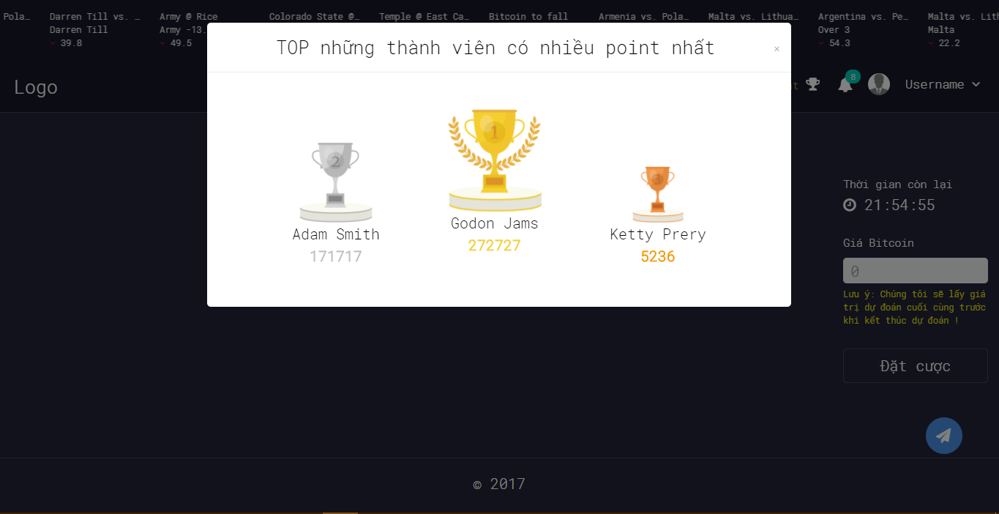 Pola…
Darren Till vs. …
Darren Till
39.8
Army @ Rice
Army -13.
49.5
Colorado State @…
Temple @ East Ca…
Bitcoin to fall
Armenia vs. Pola…
Malta vs. Lithua…
Argentina vs. Pe…
Over 3
54.3
Malta vs. Lith
Malta
22.2
TOP những thành viên có nhiều point nhất
×
Logo
t
8
Username
1
2
3
Godon Jams
272727
Adam Smith
171717
Ketty Prery
5236
Thời gian còn lại
21:54:55
Giá Bitcoin
0
Lưu ý: Chúng tôi sẽ lấy giá
trị dự đoán cuối cùng trước
khi kết thúc dự đoán !
Đặt cược
© 2017